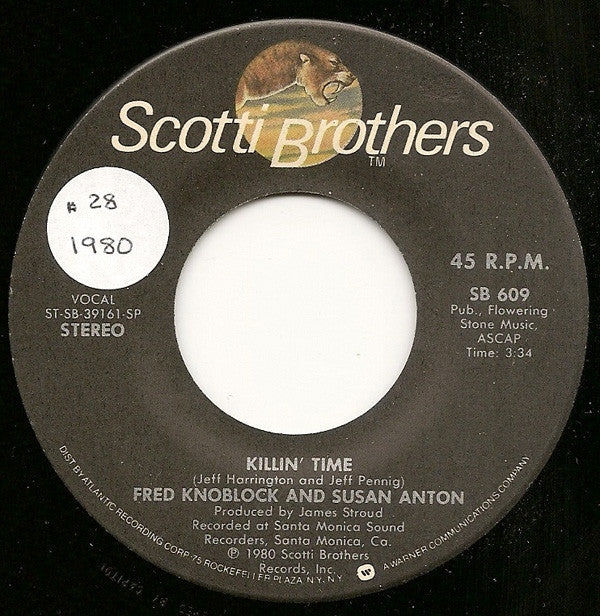 Scotti Brothers
TM
# 28
1980
VOCAL
ST-SB-39161-SP
STEREO
45 R.P.M.
SB 609
Pub., Flowering
Stone Music,
ASCAP
Time: 3:34
KILLIN' TIME
(Jeff Harrington and Jeff Pennig)
FRED KNOBLOCK AND SUSAN ANTON
Produced by James Stroud
Recorded at Santa Monica Sound
Recorders, Santa Monica, Ca.
℗ 1980 Scotti Brothers
Records, Inc.
DIST. BY ATLANTIC RECORDING CORP. 75 ROCKEFELLER PLAZA N.Y. N.Y. W A WARNER COMMUNICATIONS COMPANY